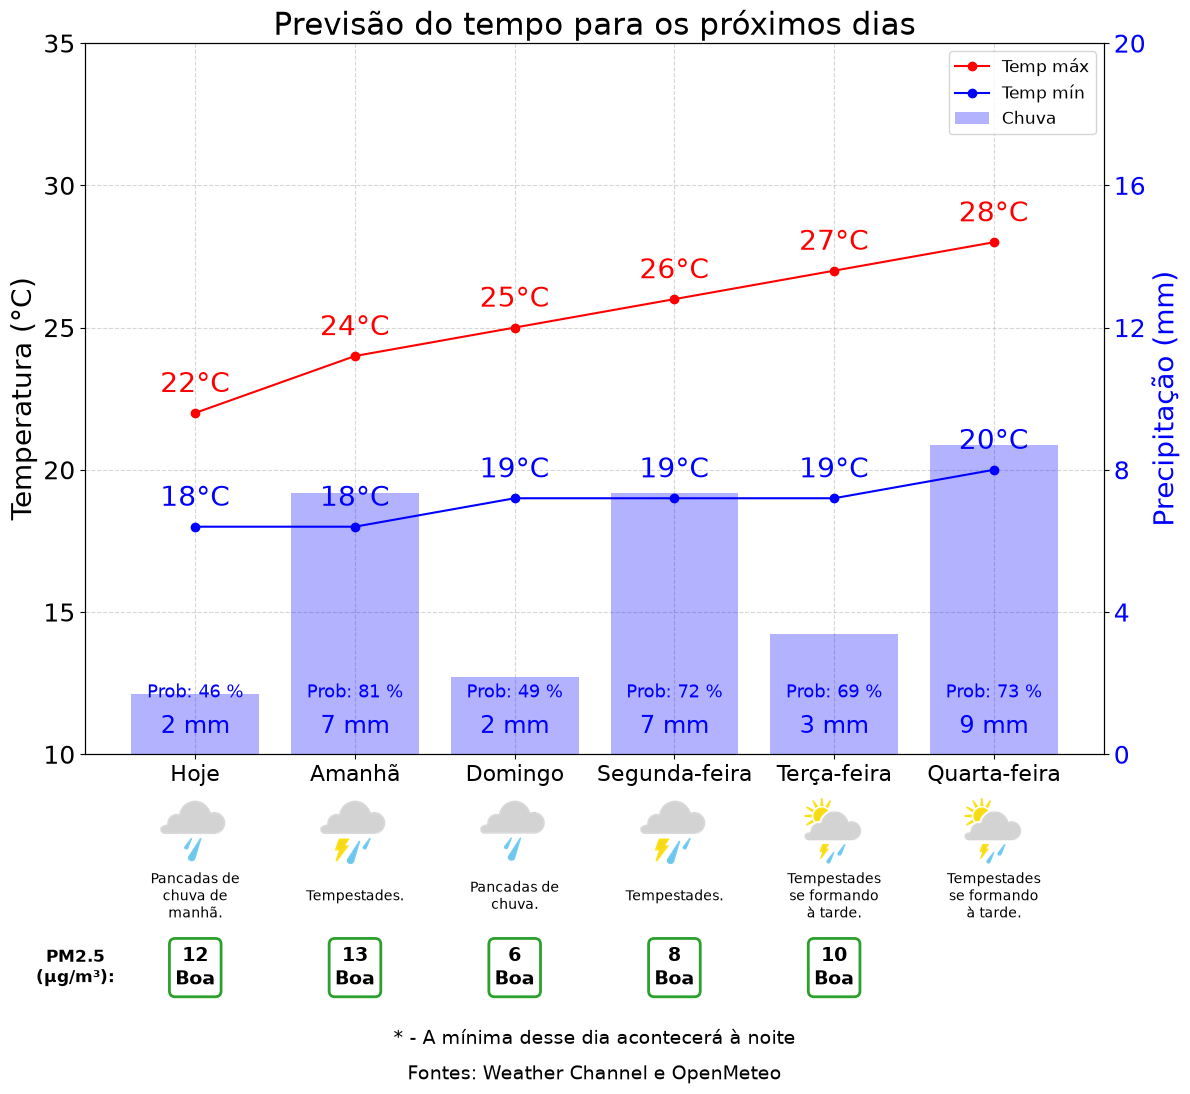 Previsão do tempo para os próximos dias
35
30
25
20
15
10
Temperatura (°C)
20
16
12
8
4
0
Precipitação (mm)
Temp máx
Temp mín
Chuva
22°C
24°C
25°C
26°C
27°C
28°C
18°C
18°C
19°C
19°C
19°C
20°C
Prob: 46 %
Prob: 81 %
Prob: 49 %
Prob: 72 %
Prob: 69 %
Prob: 73 %
2 mm
7 mm
2 mm
7 mm
3 mm
9 mm
Hoje
Amanhã
Domingo
Segunda-feira
Terça-feira
Quarta-feira
Pancadas de
chuva de
manhã.
Tempestades.
Pancadas de
chuva.
Tempestades.
Tempestades
se formando
à tarde.
Tempestades
se formando
à tarde.
PM2.5
(µg/m³):
12
Boa
13
Boa
6
Boa
8
Boa
10
Boa
* - A mínima desse dia acontecerá à noite
Fontes: Weather Channel e OpenMeteo